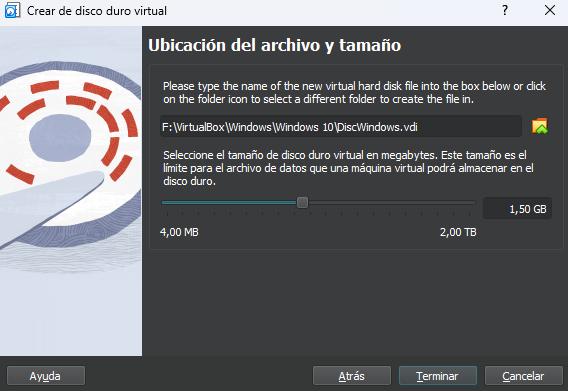 Crear de disco duro virtual
Ubicación del archivo y tamaño
Please type the name of the new virtual hard disk file into the box below or click
on the folder icon to select a different folder to create the file in.
F:\VirtualBox\Windows\Windows 10\DiscWindows.vdi
Seleccione el tamaño de disco duro virtual en megabytes. Este tamaño es el
límite para el archivo de datos que una máquina virtual podrá almacenar en el
disco duro.
1,50 GB
4,00 MB 2,00 TB
Ayuda Atrás Terminar Cancelar